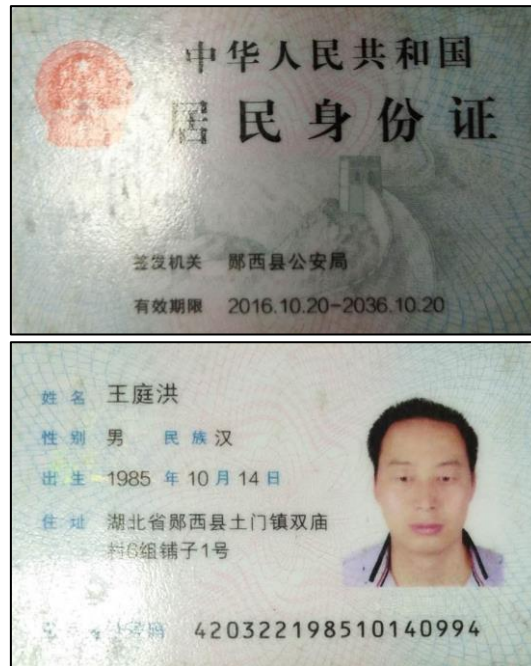 中华人民共和国
居民身份证
签发机关 郧西县公安局
有效期限 2016.10.20-2036.10.20
姓名 王庭洪
性别 男 民族 汉
出生 1985 年 10 月 14 日
住址 湖北省郧西县土门镇双庙
村6组铺子1号
420322198510140994